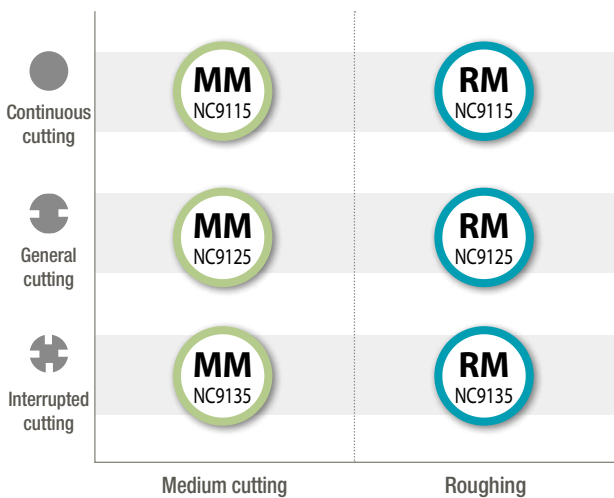 Continuous
cutting
MM
NC9115
RM
NC9115
General
cutting
MM
NC9125
RM
NC9125
Interrupted
cutting
MM
NC9135
RM
NC9135
Medium cutting
Roughing